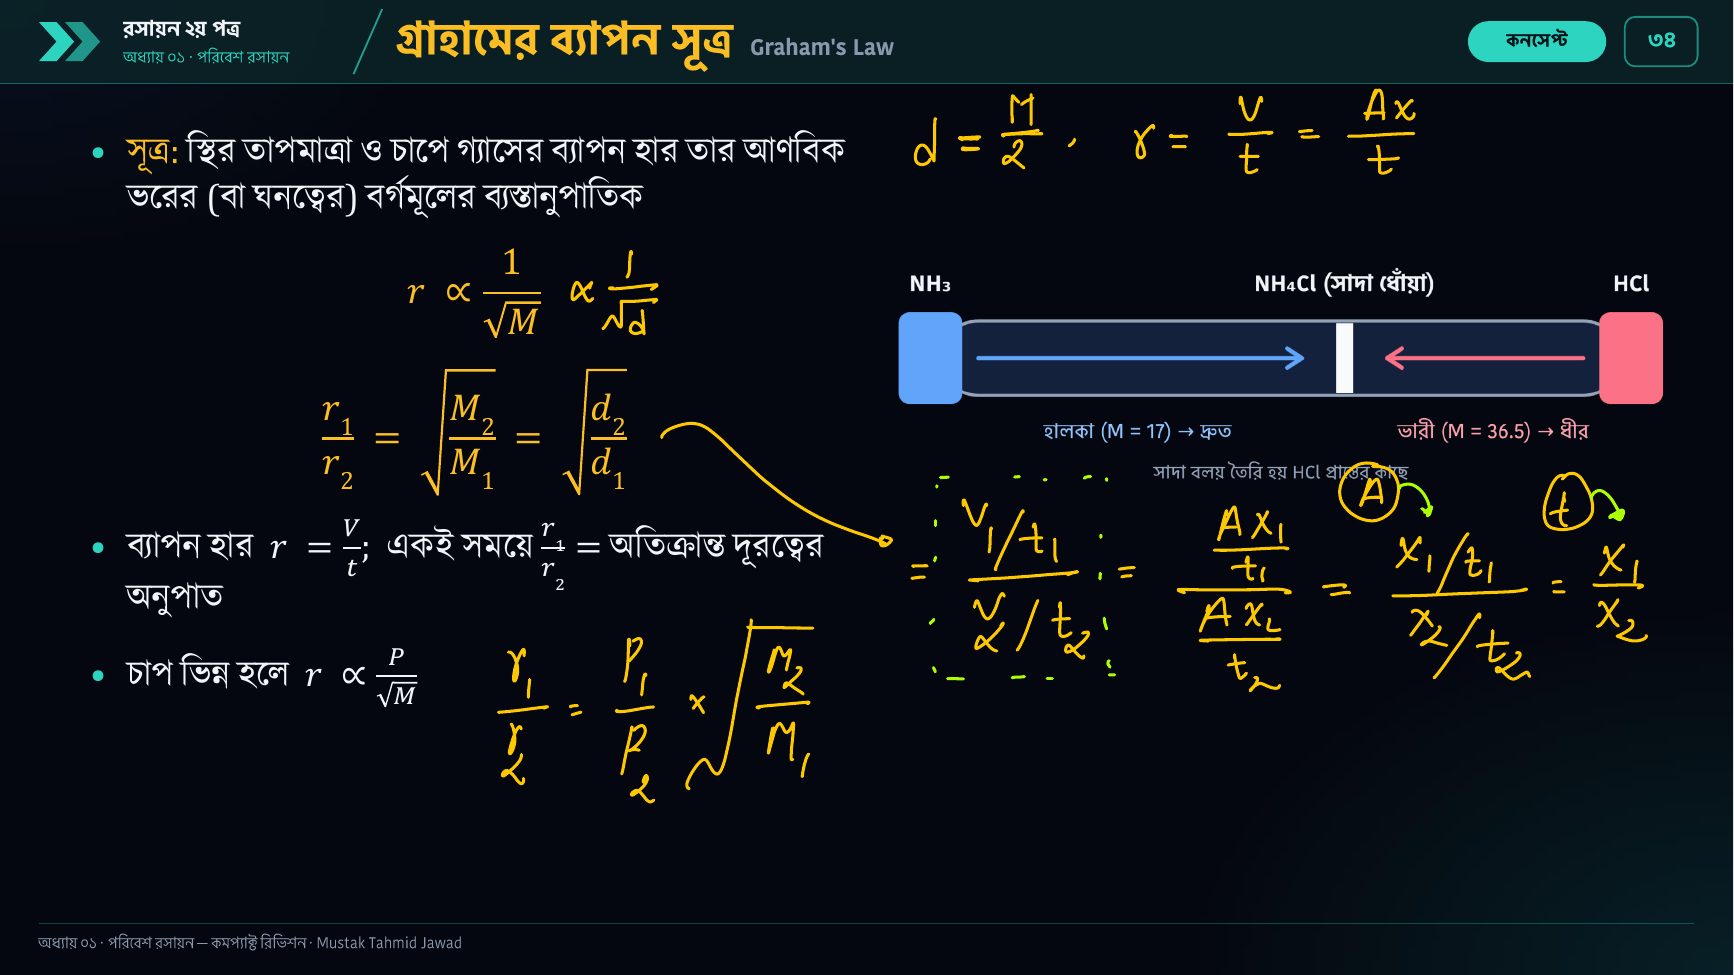 রসায়ন ২য় পত্র
অধ্যায় ০১ · পরিবেশ রসায়ন
গ্রাহামের ব্যাপন সূত্র Graham's Law
কনসেপ্ট
৩৪
d = M/2 , r = V/t = Ax/t
• সূত্র: স্থির তাপমাত্রা ও চাপে গ্যাসের ব্যাপন হার তার আণবিক
ভরের (বা ঘনত্বের) বর্গমূলের ব্যস্তানুপাতিক
r ∝ 1/√M ∝ 1/√d
r₁/r₂ = √(M₂/M₁) = √(d₂/d₁)
NH₃ NH₄Cl (সাদা ধোঁয়া) HCl
হালকা (M = 17) → দ্রুত ভারী (M = 36.5) → ধীর
সাদা বলয় তৈরি হয় HCl প্রান্তের কাছে
A t
= (V₁/t₁)/(V₂/t₂) = (Ax₁/t₁)/(Ax₂/t₂) = (x₁/t₁)/(x₂/t₂) = x₁/x₂
• ব্যাপন হার r = V/t; একই সময়ে r₁/r₂ = অতিক্রান্ত দূরত্বের
অনুপাত
• চাপ ভিন্ন হলে r ∝ P/√M
r₁/r₂ = P₁/P₂ × √(M₂/M₁)
অধ্যায় ০১ · পরিবেশ রসায়ন — কমপ্যাক্ট রিভিশন · Mustak Tahmid Jawad